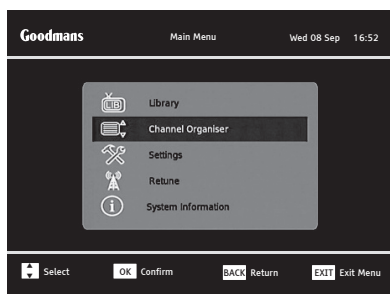 Goodmans Main Menu Wed 08 Sep 16:52
LIB Library
Channel Organiser
Settings
Retune
i System Information
Select OK Confirm BACK Return EXIT Exit Menu